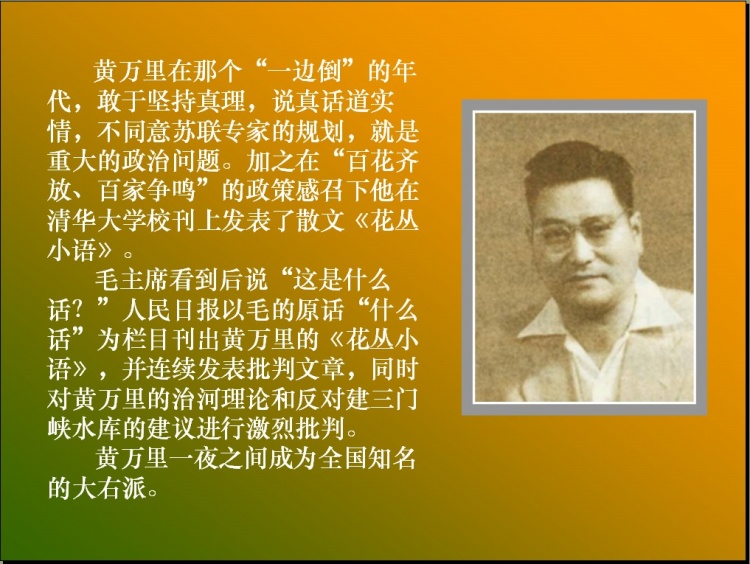 黄万里在那个“一边倒”的年
代，敢于坚持真理，说真话道实
情，不同意苏联专家的规划，就是
重大的政治问题。加之在“百花齐
放、百家争鸣”的政策感召下他在
清华大学校刊上发表了散文《花丛
小语》。
毛主席看到后说“这是什么
话？”人民日报以毛的原话“什么
话”为栏目刊出黄万里的《花丛小
语》，并连续发表批判文章，同时
对黄万里的治河理论和反对建三门
峡水库的建议进行激烈批判。
黄万里一夜之间成为全国知名
的大右派。